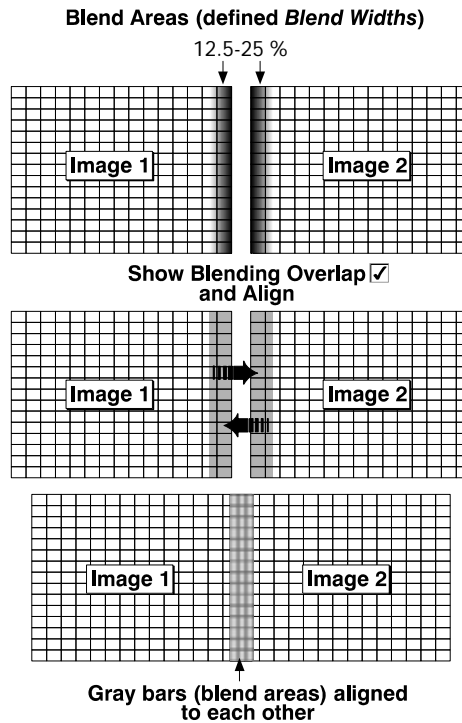 Blend Areas (defined Blend Widths)
12.5-25 %
Image 1
Image 2
Show Blending Overlap ✓
and Align
Image 1
Image 2
Image 1
Image 2
Gray bars (blend areas) aligned
to each other